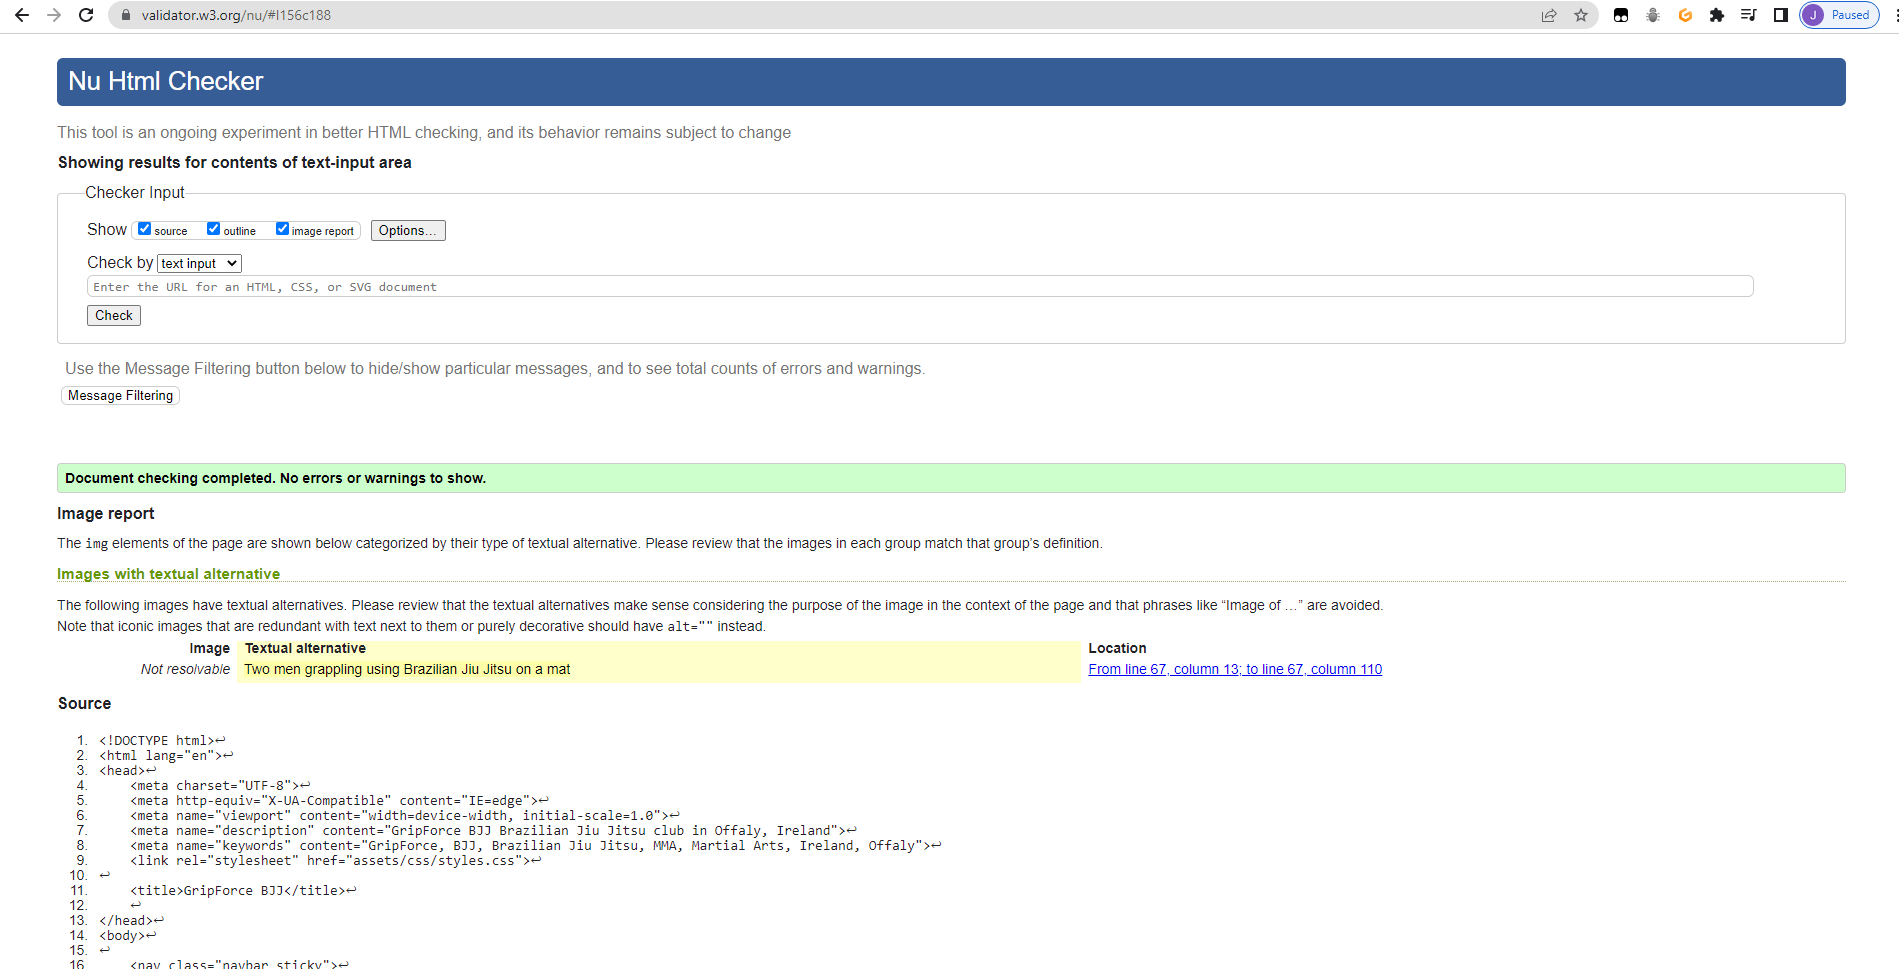 validator.w3.org/nu/#l156c188
J Paused
Nu Html Checker
This tool is an ongoing experiment in better HTML checking, and its behavior remains subject to change
Showing results for contents of text-input area
Checker Input
Show source outline image report Options...
Check by text input
Enter the URL for an HTML, CSS, or SVG document
Check
Use the Message Filtering button below to hide/show particular messages, and to see total counts of errors and warnings.
Message Filtering
Document checking completed. No errors or warnings to show.
Image report
The img elements of the page are shown below categorized by their type of textual alternative. Please review that the images in each group match that group's definition.
Images with textual alternative
The following images have textual alternatives. Please review that the textual alternatives make sense considering the purpose of the image in the context of the page and that phrases like “Image of …” are avoided.
Note that iconic images that are redundant with text next to them or purely decorative should have alt="" instead.
Image Textual alternative Location
Not resolvable Two men grappling using Brazilian Jiu Jitsu on a mat From line 67, column 13; to line 67, column 110
Source
1. <!DOCTYPE html>↩
2. <html lang="en">↩
3. <head>↩
4. <meta charset="UTF-8">↩
5. <meta http-equiv="X-UA-Compatible" content="IE=edge">↩
6. <meta name="viewport" content="width=device-width, initial-scale=1.0">↩
7. <meta name="description" content="GripForce BJJ Brazilian Jiu Jitsu club in Offaly, Ireland">↩
8. <meta name="keywords" content="GripForce, BJJ, Brazilian Jiu Jitsu, MMA, Martial Arts, Ireland, Offaly">↩
9. <link rel="stylesheet" href="assets/css/styles.css">↩
10. ↩
11. <title>GripForce BJJ</title>↩
12. ↩
13. </head>↩
14. <body>↩
15. ↩
16. <nav class="navbar sticky">↩